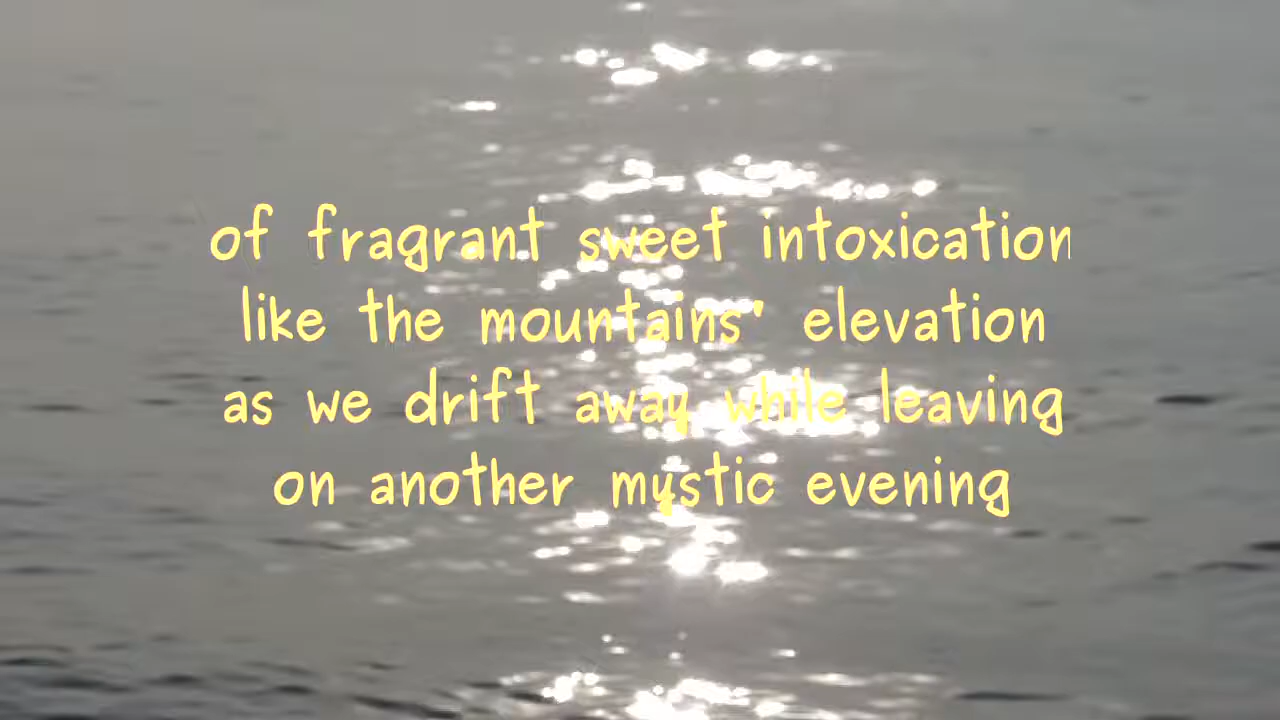 of fragrant sweet intoxication
like the mountains' elevation
as we drift away while leaving
on another mystic evening